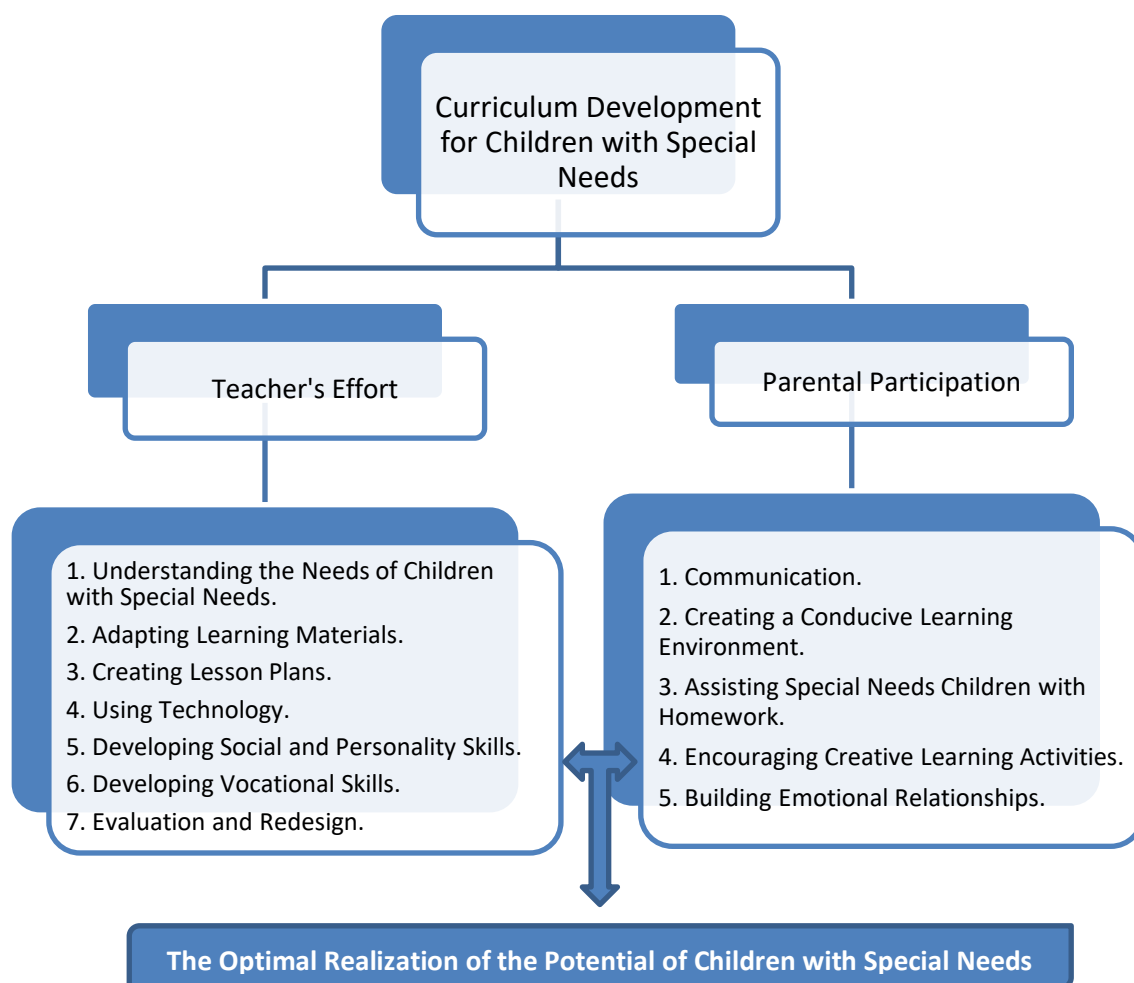 Curriculum Development
for Children with Special
Needs
Teacher's Effort
Parental Participation
1. Understanding the Needs of Children
with Special Needs.
2. Adapting Learning Materials.
3. Creating Lesson Plans.
4. Using Technology.
5. Developing Social and Personality Skills.
6. Developing Vocational Skills.
7. Evaluation and Redesign.
1. Communication.
2. Creating a Conducive Learning
Environment.
3. Assisting Special Needs Children with
Homework.
4. Encouraging Creative Learning Activities.
5. Building Emotional Relationships.
The Optimal Realization of the Potential of Children with Special Needs